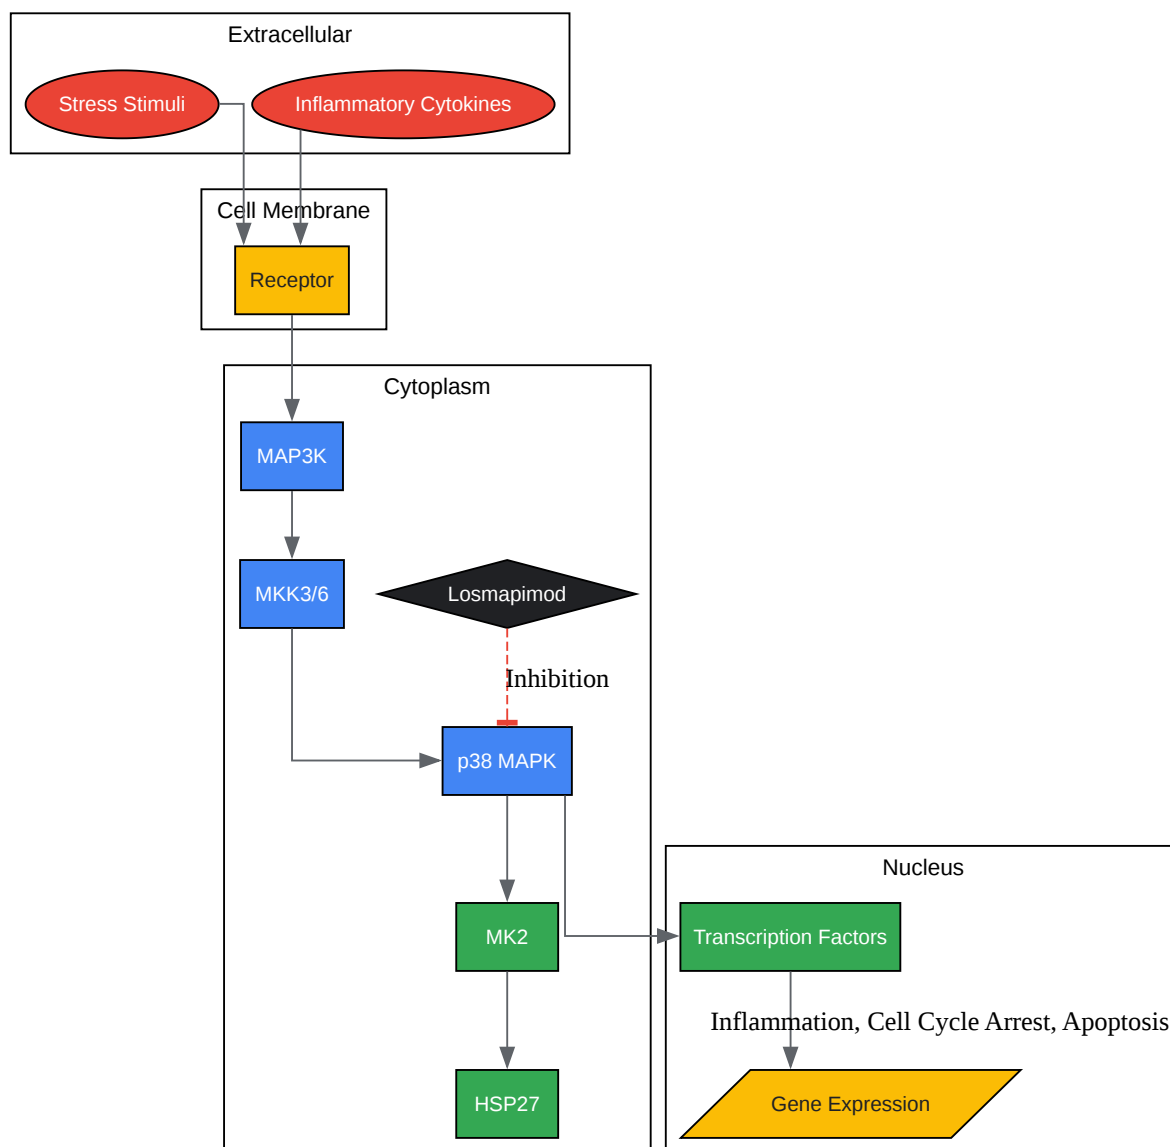 Extracellular
Stress Stimuli
Inflammatory Cytokines
Cell Membrane
Receptor
Cytoplasm
MAP3K
MKK3/6
Losmapimod
Inhibition
p38 MAPK
Nucleus
MK2
Transcription Factors
Inflammation, Cell Cycle Arrest, Apoptosis
HSP27
Gene Expression